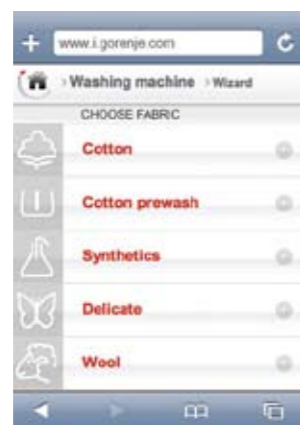 www.i.gorenje.com
Washing machine Wizard
CHOOSE FABRIC
Cotton
Cotton prewash
Synthetics
Delicate
Wool